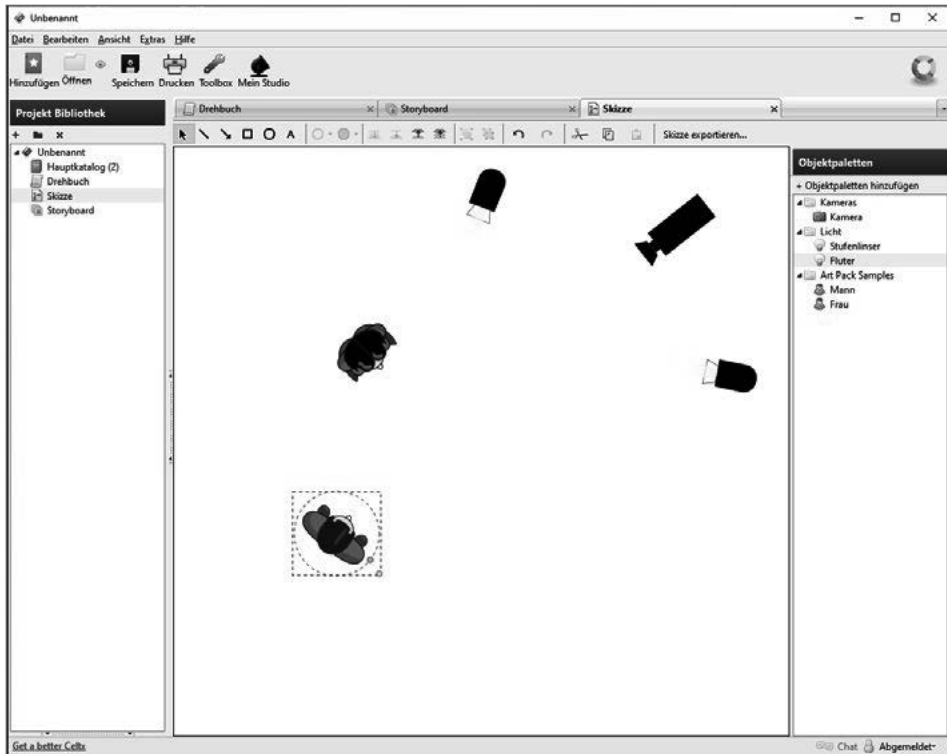 Unbenannt
Datei Bearbeiten Ansicht Extras Hilfe
Hinzufügen Öffnen Speichern Drucken Toolbox Mein Studio
Projekt Bibliothek
Unbenannt
Hauptkatalog (2)
Drehbuch
Skizze
Storyboard
Drehbuch Storyboard Skizze
A Skizze exportieren...
Objektpaletten
+ Objektpaletten hinzufügen
Kameras
Kamera
Licht
Stufenlinser
Fluter
Art Pack Samples
Mann
Frau
Get a better Celtx
Chat Abgemeldet